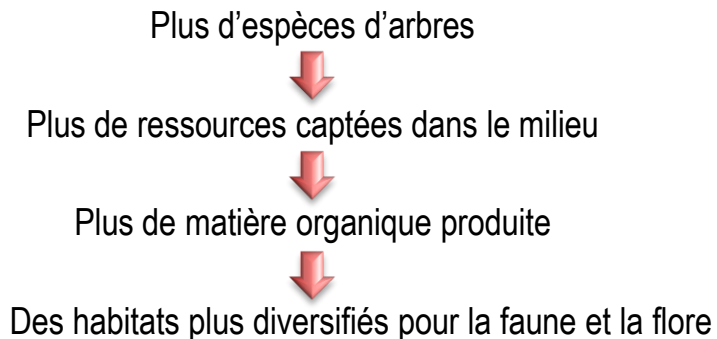 Plus d’espèces d’arbres
Plus de ressources captées dans le milieu
Plus de matière organique produite
Des habitats plus diversifiés pour la faune et la flore